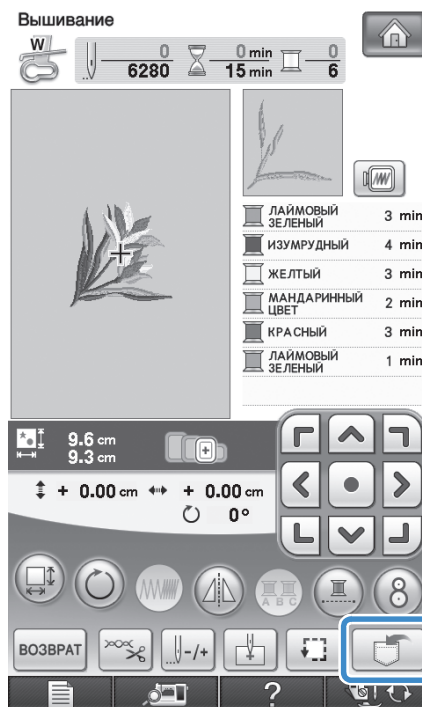 Вышивание
W
0
6280
0 min
15 min
0
6
ЛАЙМОВЫЙ
ЗЕЛЕНЫЙ
3 min
ИЗУМРУДНЫЙ
4 min
ЖЕЛТЫЙ
3 min
МАНДАРИННЫЙ
ЦВЕТ
2 min
КРАСНЫЙ
3 min
ЛАЙМОВЫЙ
ЗЕЛЕНЫЙ
1 min
9.6 cm
9.3 cm
+ 0.00 cm
+ 0.00 cm
0°
A B C
8
ВОЗВРАТ
-/+
?